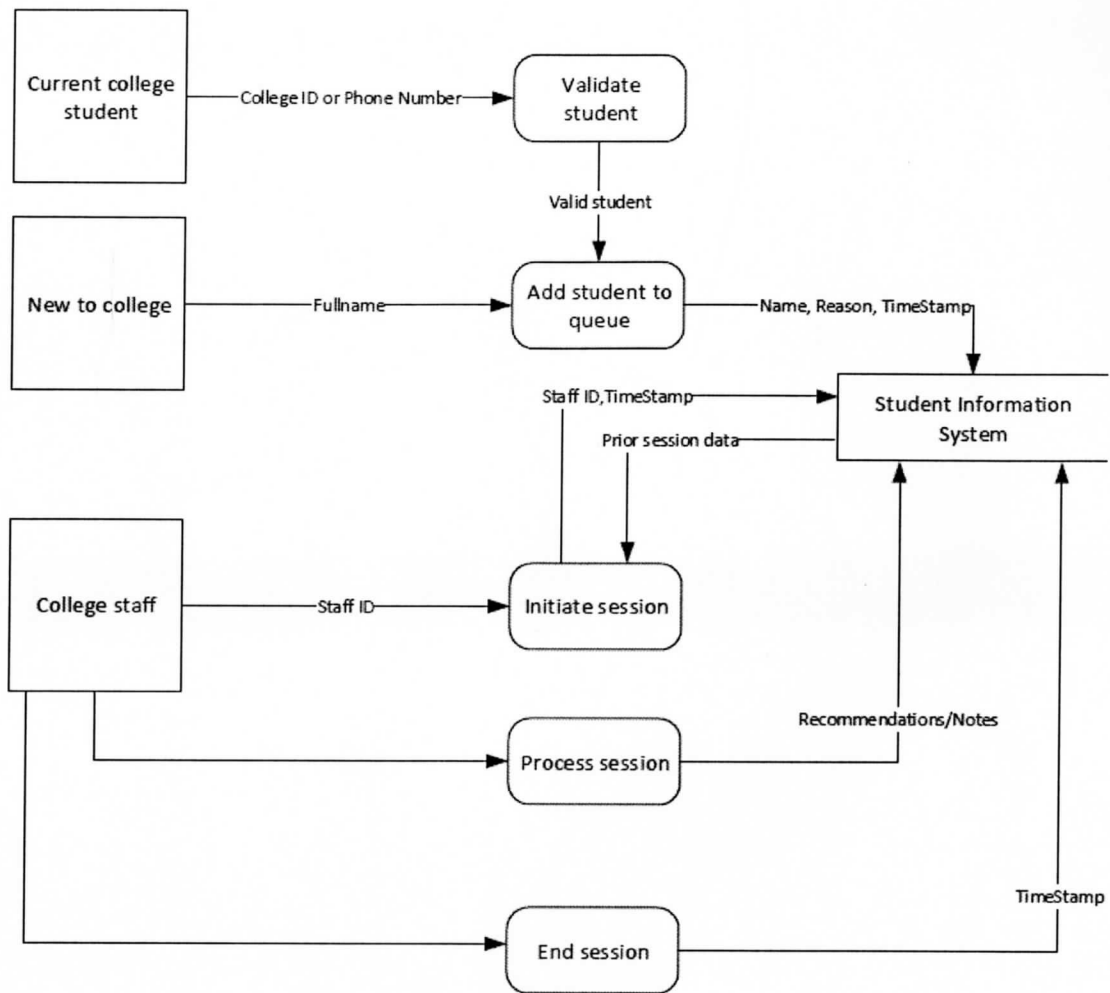 Current college
student
College ID or Phone Number
Validate
student
Valid student
New to college
Fullname
Add student to
queue
Name, Reason, TimeStamp
Staff ID,TimeStamp
Student Information
System
Prior session data
College staff
Staff ID
Initiate session
Recommendations/Notes
Process session
TimeStamp
End session